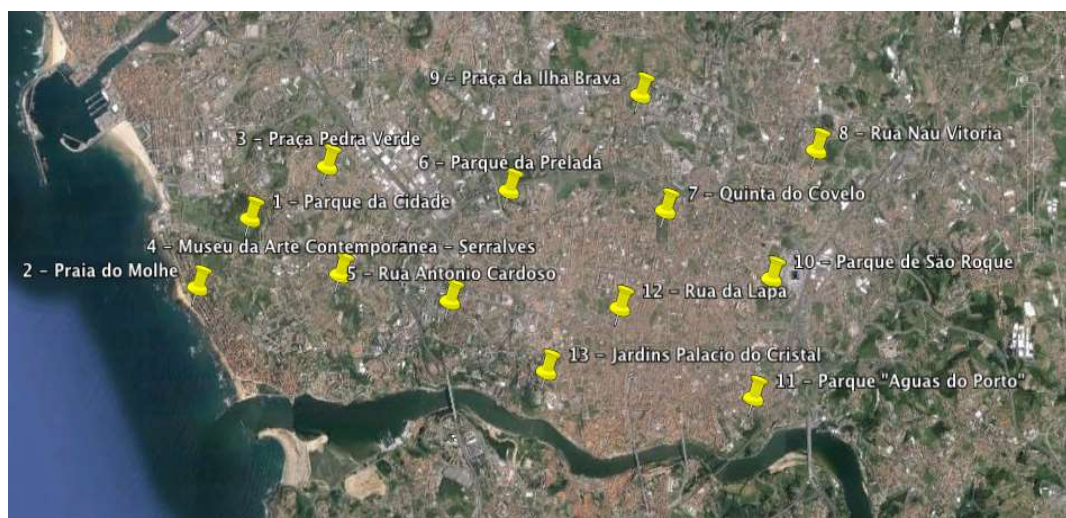 9 – Praça da Ilha Brava
8 – Rua Nau Vitoria
3 – Praça Pedra Verde
6 – Parque da Prelada
7 – Quinta do Covelo
1 – Parque da Cidade
4 – Museu da Arte Contemporanea – Serralves
2 – Praia do Molhe
5 – Rua Antonio Cardoso
10 – Parque de São Roque
12 – Rua da Lapa
13 – Jardins Palacio do Cristal
11 – Parque "Aguas do Porto"